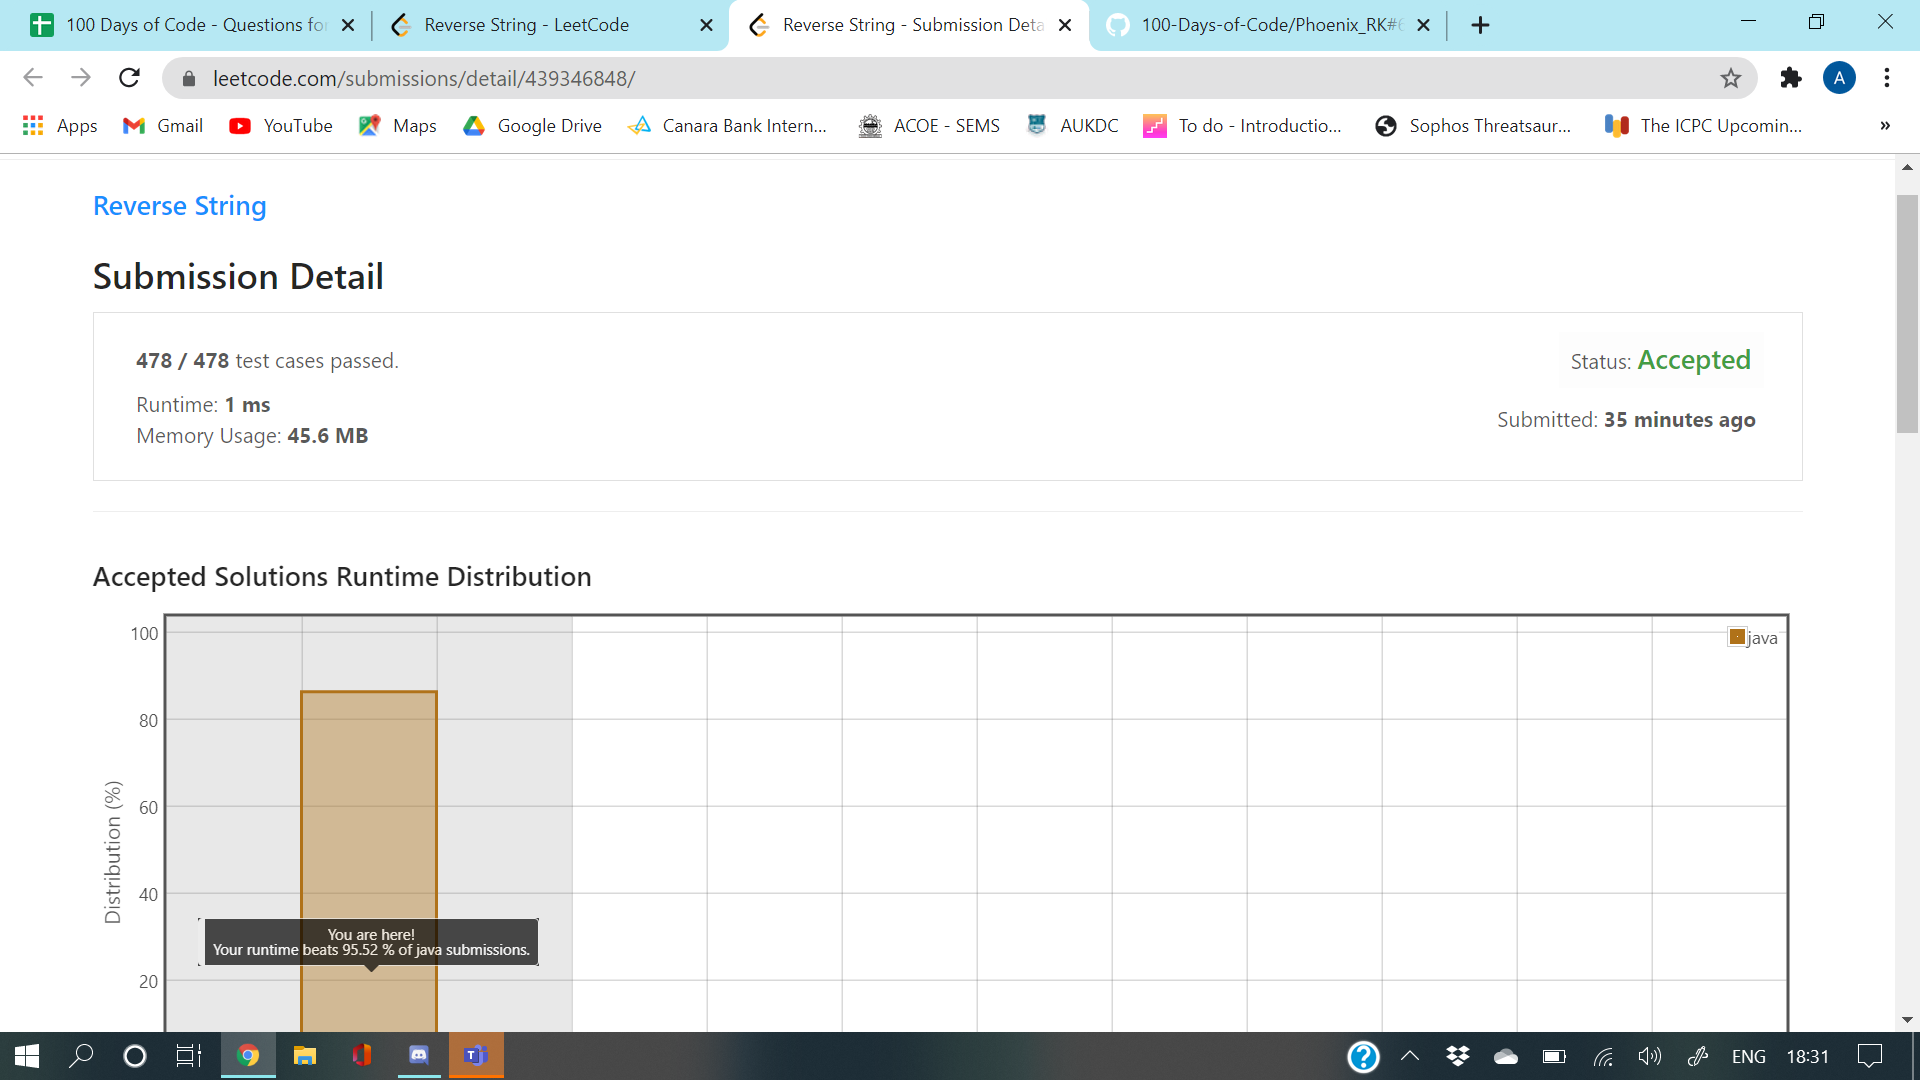 100 Days of Code - Questions for
Reverse String - LeetCode
Reverse String - Submission Deta
100-Days-of-Code/Phoenix_RK#6
leetcode.com/submissions/detail/439346848/
A
Apps
Gmail
YouTube
Maps
Google Drive
Canara Bank Intern...
ACOE - SEMS
AUKDC
To do - Introductio...
Sophos Threatsaur...
The ICPC Upcomin...
»
Reverse String
Submission Detail
478 / 478 test cases passed.
Status: Accepted
Runtime: 1 ms
Submitted: 35 minutes ago
Memory Usage: 45.6 MB
Accepted Solutions Runtime Distribution
100
java
80
60
Distribution (%)
40
You are here!
Your runtime beats 95.52 % of java submissions.
20
ENG
18:31